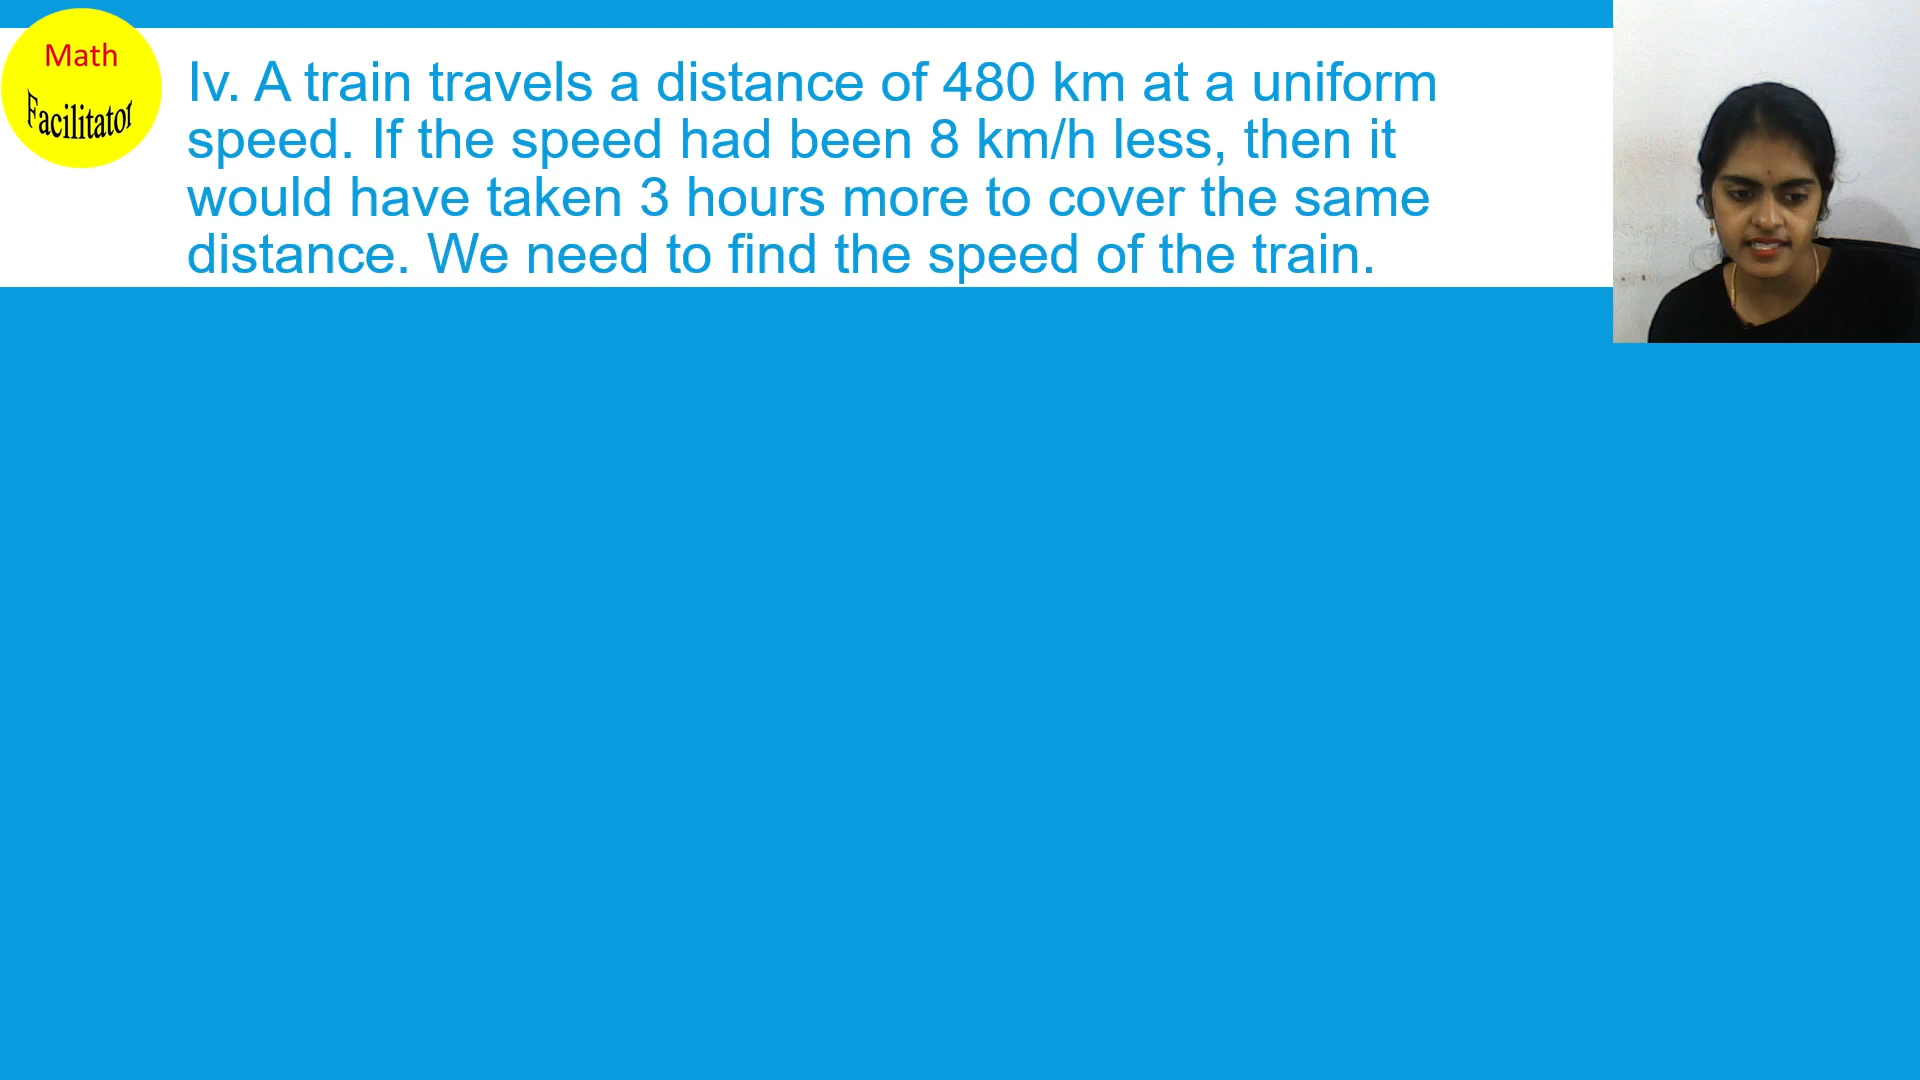 Math
Facilitator
Iv. A train travels a distance of 480 km at a uniform
speed. If the speed had been 8 km/h less, then it
would have taken 3 hours more to cover the same
distance. We need to find the speed of the train.